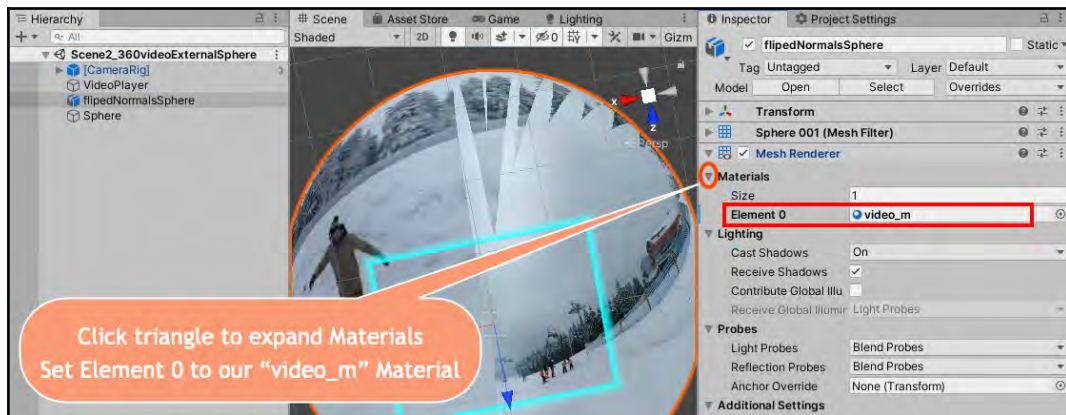 Hierarchy
All
Scene2_360videoExternalSphere
[CameraRig]
VideoPlayer
flipedNormalsSphere
Sphere
Scene Asset Store Game Lighting
Shaded 2D 0 Gizm
x
z
Persp
Click triangle to expand Materials
Set Element 0 to our “video_m” Material
Inspector Project Settings
flipedNormalsSphere Static
Tag Untagged Layer Default
Model Open Select Overrides
Transform
Sphere 001 (Mesh Filter)
Mesh Renderer
Materials
Size 1
Element 0 video_m
Lighting
Cast Shadows On
Receive Shadows
Contribute Global Illu
Receive Global Illumir Light Probes
Probes
Light Probes Blend Probes
Reflection Probes Blend Probes
Anchor Override None (Transform)
Additional Settings